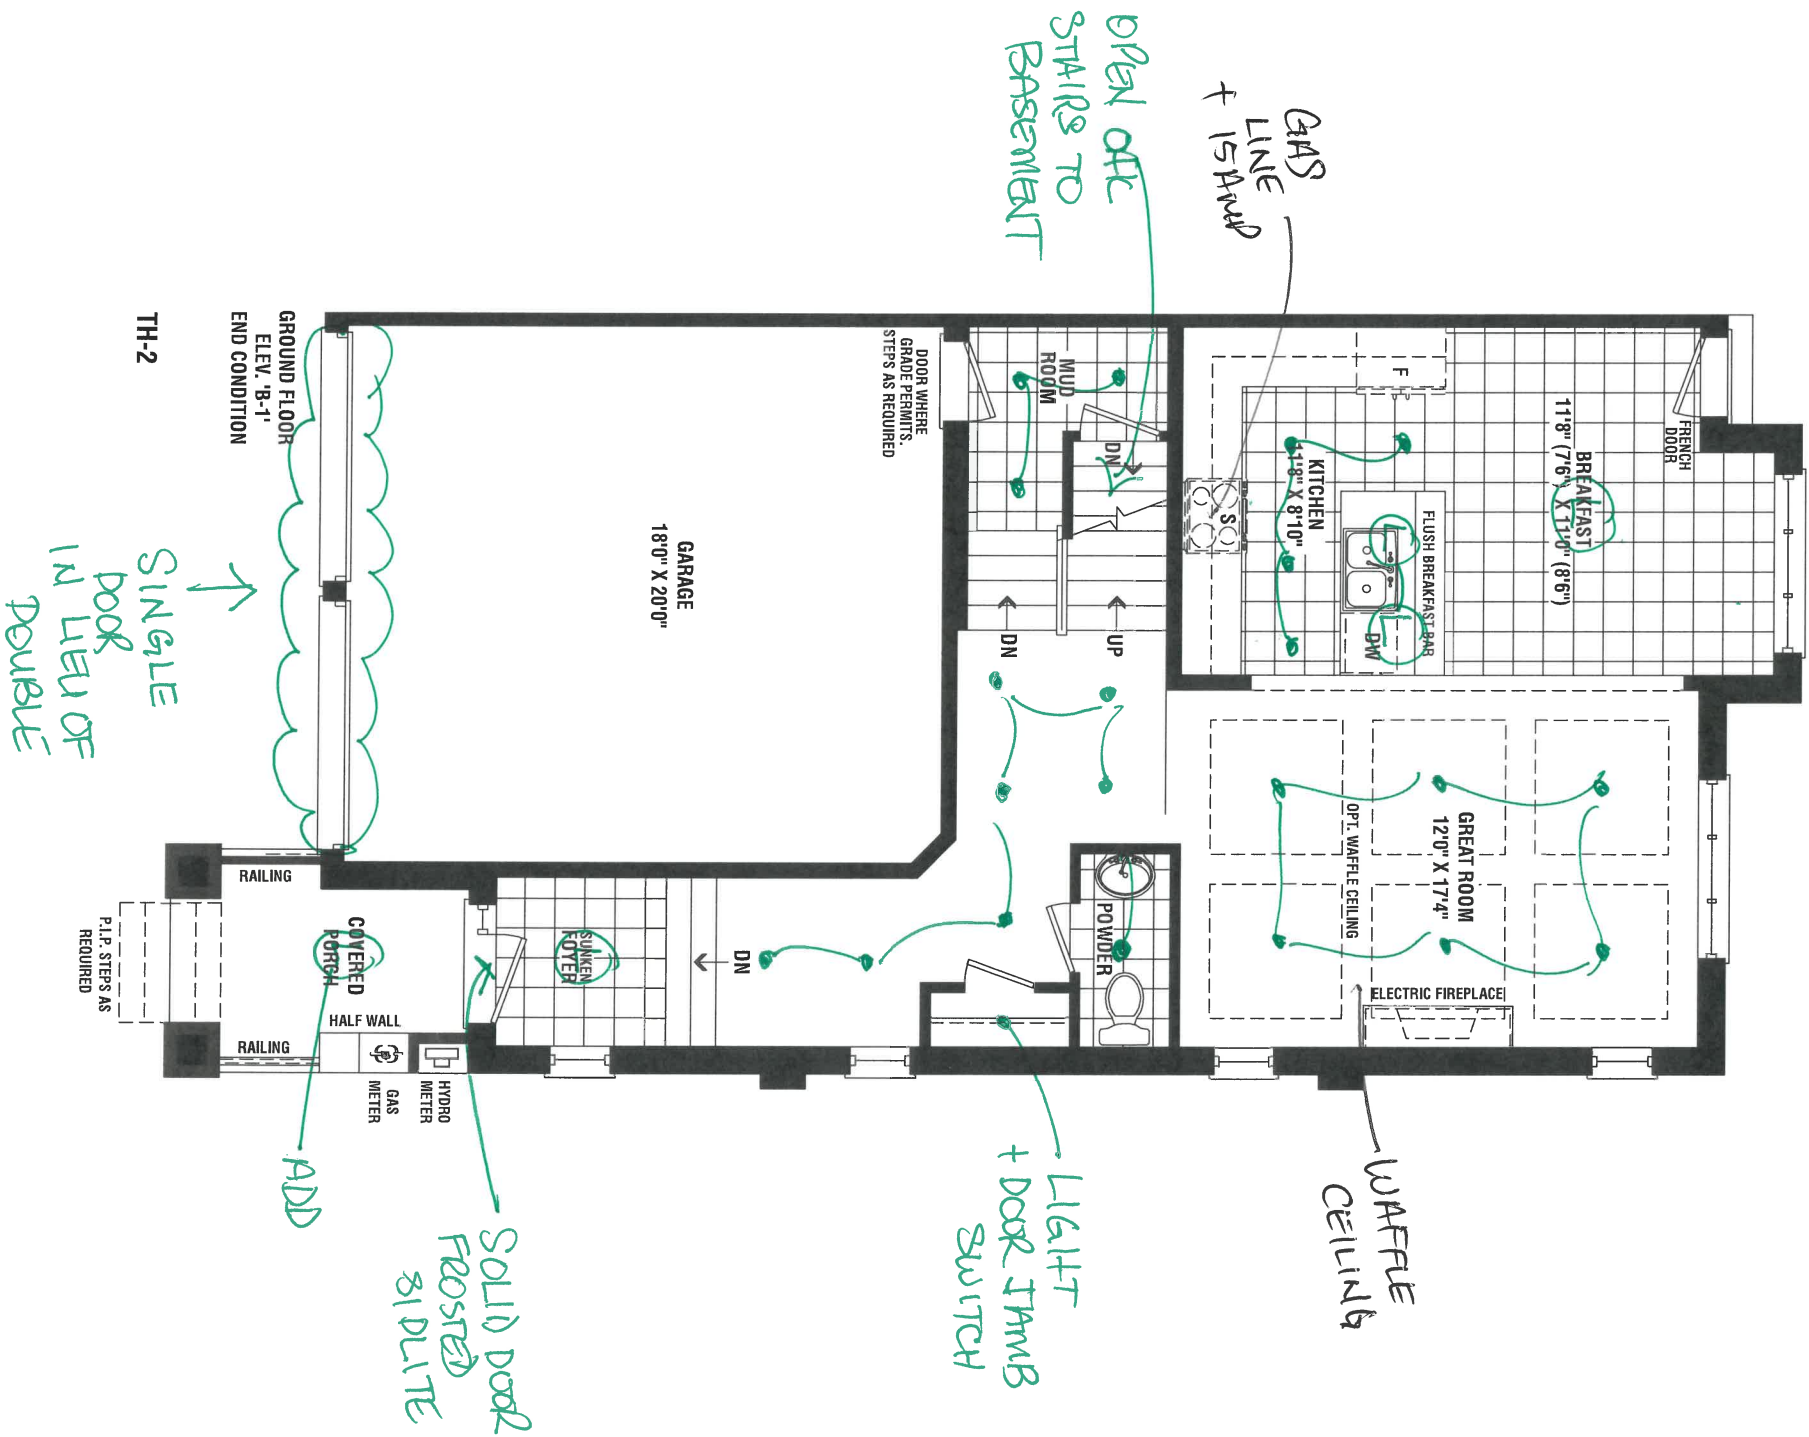 OPEN OAK
STAIRS TO
BASEMENT
GAS
LINE
+ 15AMP
FRENCH
DOOR
BREAKFAST
11'8" (7'6") X 11'0" (8'6")
FLUSH BREAKFAST BAR
F
KITCHEN
11'8" X 8'10"
S
DW
L
L
L
MUD
ROOM
DN
DOOR WHERE
GRADE PERMITS.
STEPS AS REQUIRED
UP
DN
GREAT ROOM
12'0" X 17'4"
OPT. WAFFLE CEILING
ELECTRIC FIREPLACE
WAFFLE
CEILING
POWDER
LIGHT
+ DOOR JAMB
SWITCH
GARAGE
18'0" X 20'0"
DN
SUNKEN
FOYER
L
SOLID DOOR
FROSTED
SIDLITE
COVERED
PORCH
L
ADD
RAILING
HALF WALL
RAILING
HYDRO
METER
GAS
METER
P.I.P. STEPS AS
REQUIRED
SINGLE
DOOR
IN LIEU OF
DOUBLE
GROUND FLOOR
ELEV. 'B-1'
END CONDITION
TH-2